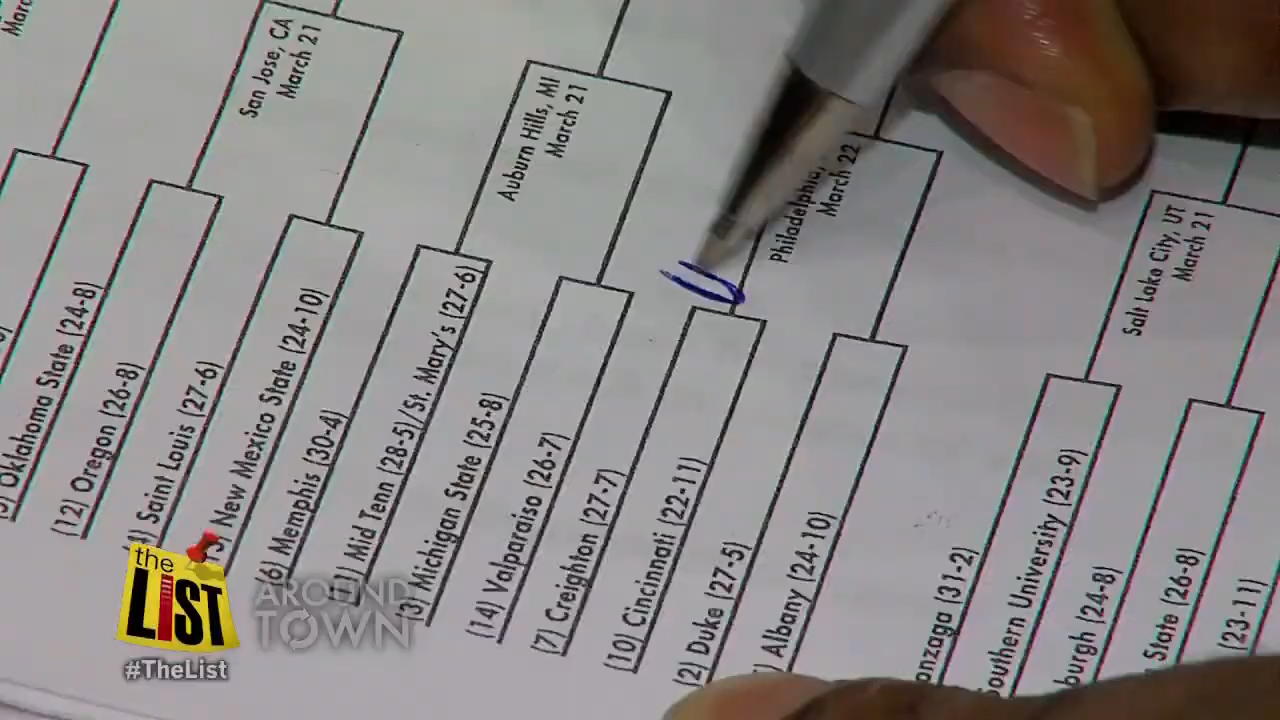 San Jose, CA
March 21
Auburn Hills, MI
March 21
Philadelphia,
March 22
Salt Lake City, UT
March 21
Oklahoma State (24-8)
(12) Oregon (26-8)
Saint Louis (27-6)
New Mexico State (24-10)
(6) Memphis (30-4)
Mid Tenn (28-5)/St. Mary's (27-6)
(3) Michigan State (25-8)
(14) Valparaiso (26-7)
(7) Creighton (27-7)
(10) Cincinnati (22-11)
(2) Duke (27-5)
Albany (24-10)
onzaga (31-2)
Southern University (23-9)
burgh (24-8)
State (26-8)
(23-11)
the
LIST
#TheList
AROUND
TOWN